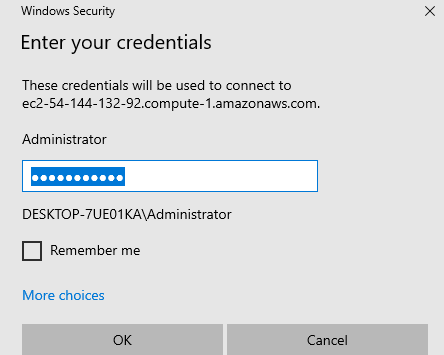 Windows Security
Enter your credentials
These credentials will be used to connect to
ec2-54-144-132-92.compute-1.amazonaws.com.
Administrator
●●●●●●●●●●●
DESKTOP-7UE01KA\Administrator
Remember me
More choices
OK
Cancel